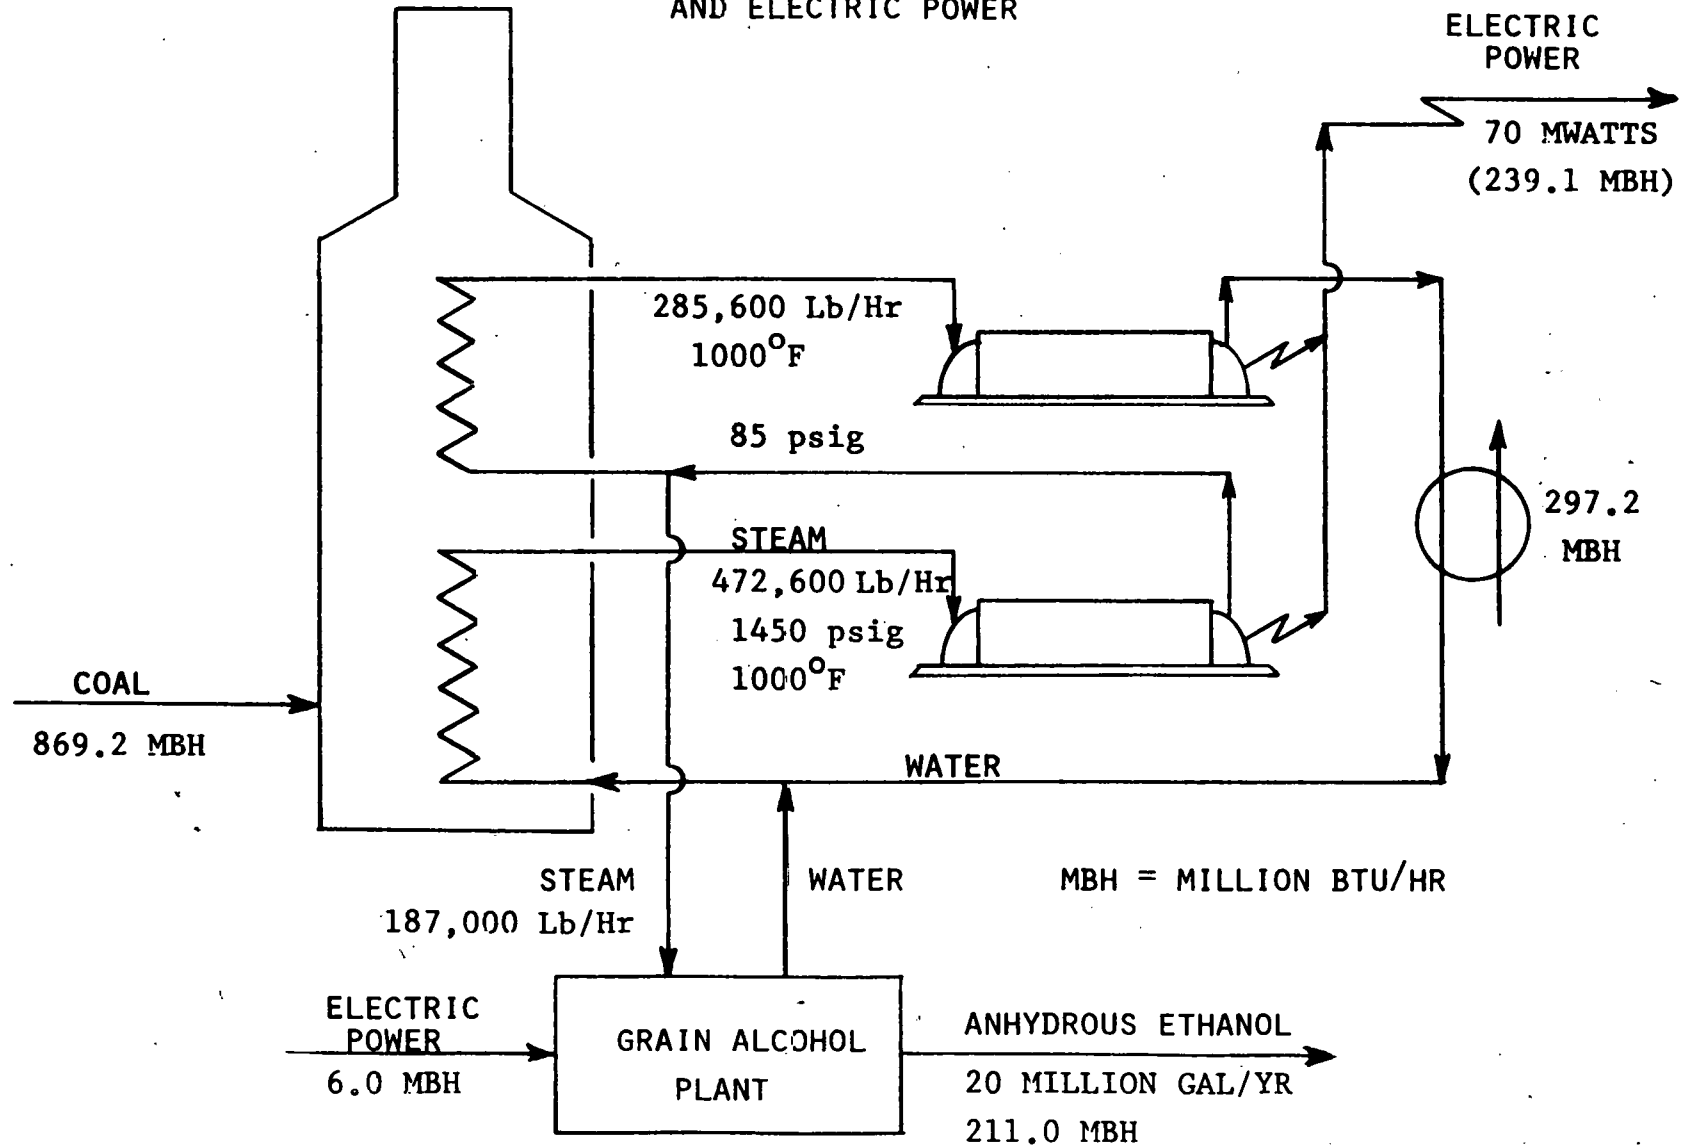 AND ELECTRIC POWER
ELECTRIC
POWER
70 MWATTS
(239.1 MBH)
285,600 Lb/Hr
1000°F
85 psig
STEAM
472,600 Lb/Hr
1450 psig
1000°F
297.2
MBH
COAL
869.2 MBH
WATER
STEAM
187,000 Lb/Hr
WATER
MBH = MILLION BTU/HR
ELECTRIC
POWER
6.0 MBH
GRAIN ALCOHOL
PLANT
ANHYDROUS ETHANOL
20 MILLION GAL/YR
211.0 MBH